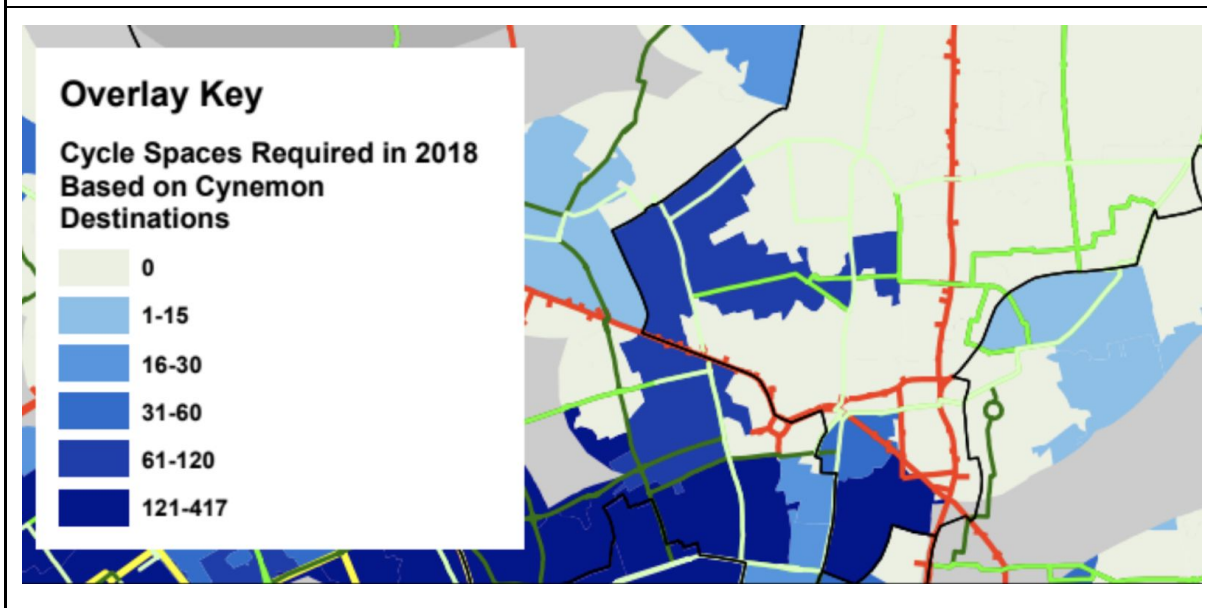 Overlay Key
Cycle Spaces Required in 2018
Based on Cynemon
Destinations
0
1-15
16-30
31-60
61-120
121-417